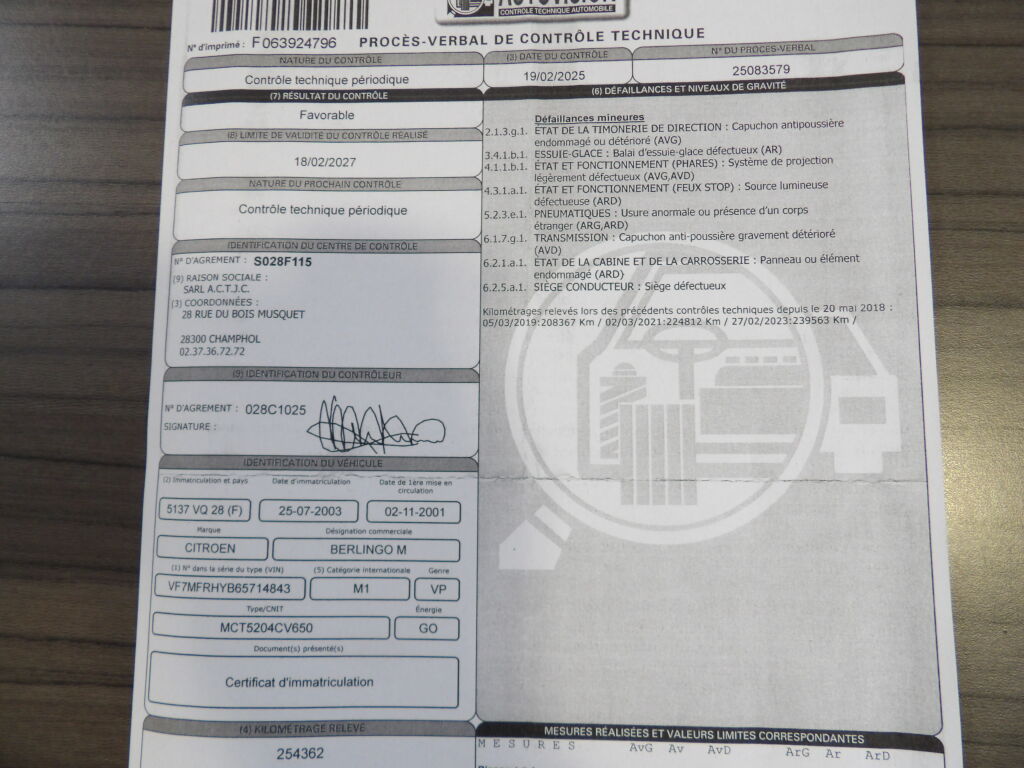 AUTOVISION
CONTROLE TECHNIQUE AUTOMOBILE
N° d'imprimé : F 063924796 PROCÈS-VERBAL DE CONTRÔLE TECHNIQUE
NATURE DU CONTRÔLE
Contrôle technique périodique
(3) DATE DU CONTRÔLE
19/02/2025
N° DU PROCES-VERBAL
25083579
(7) RÉSULTAT DU CONTRÔLE
Favorable
(8) LIMITE DE VALIDITÉ DU CONTRÔLE RÉALISÉ
18/02/2027
NATURE DU PROCHAIN CONTRÔLE
Contrôle technique périodique
IDENTIFICATION DU CENTRE DE CONTRÔLE
N° D'AGREMENT : S028F115
(9) RAISON SOCIALE :
SARL A.C.T.J.C.
(3) COORDONNÉES :
28 RUE DU BOIS MUSQUET
28300 CHAMPHOL
02.37.36.72.72
(9) IDENTIFICATION DU CONTRÔLEUR
N° D'AGREMENT : 028C1025
SIGNATURE :
IDENTIFICATION DU VÉHICULE
(2) Immatriculation et pays
Date d'immatriculation
Date de 1ère mise en
circulation
5137 VQ 28 (F)
25-07-2003
02-11-2001
Marque
Désignation commerciale
CITROEN
BERLINGO M
(1) N° dans la série du type (VIN)
(5) Catégorie internationale
Genre
VF7MFRHYB65714843
M1
VP
Type/CNIT
Énergie
MCT5204CV650
GO
Document(s) présenté(s)
Certificat d'immatriculation
(4) KILOMÉTRAGE RELEVÉ
254362
(6) DÉFAILLANCES ET NIVEAUX DE GRAVITÉ
Défaillances mineures
2.1.3.g.1. ÉTAT DE LA TIMONERIE DE DIRECTION : Capuchon antipoussière
endommagé ou détérioré (AVG)
3.4.1.b.1. ESSUIE-GLACE : Balai d'essuie-glace défectueux (AR)
4.1.1.b.1. ÉTAT ET FONCTIONNEMENT (PHARES) : Système de projection
légèrement défectueux (AVG,AVD)
4.3.1.a.1. ÉTAT ET FONCTIONNEMENT (FEUX STOP) : Source lumineuse
défectueuse (ARD)
5.2.3.e.1. PNEUMATIQUES : Usure anormale ou présence d'un corps
étranger (ARG,ARD)
6.1.7.g.1. TRANSMISSION : Capuchon anti-poussière gravement détérioré
(AVD)
6.2.1.a.1. ÉTAT DE LA CABINE ET DE LA CARROSSERIE : Panneau ou élément
endommagé (ARD)
6.2.5.a.1. SIÈGE CONDUCTEUR : Siège défectueux
Kilométrages relevés lors des précédents contrôles techniques depuis le 20 mai 2018 :
05/03/2019:208367 Km / 02/03/2021:224812 Km / 27/02/2023:239563 Km /
MESURES RÉALISÉES ET VALEURS LIMITES CORRESPONDANTES
MESURES AvG Av AvD ArG Ar ArD